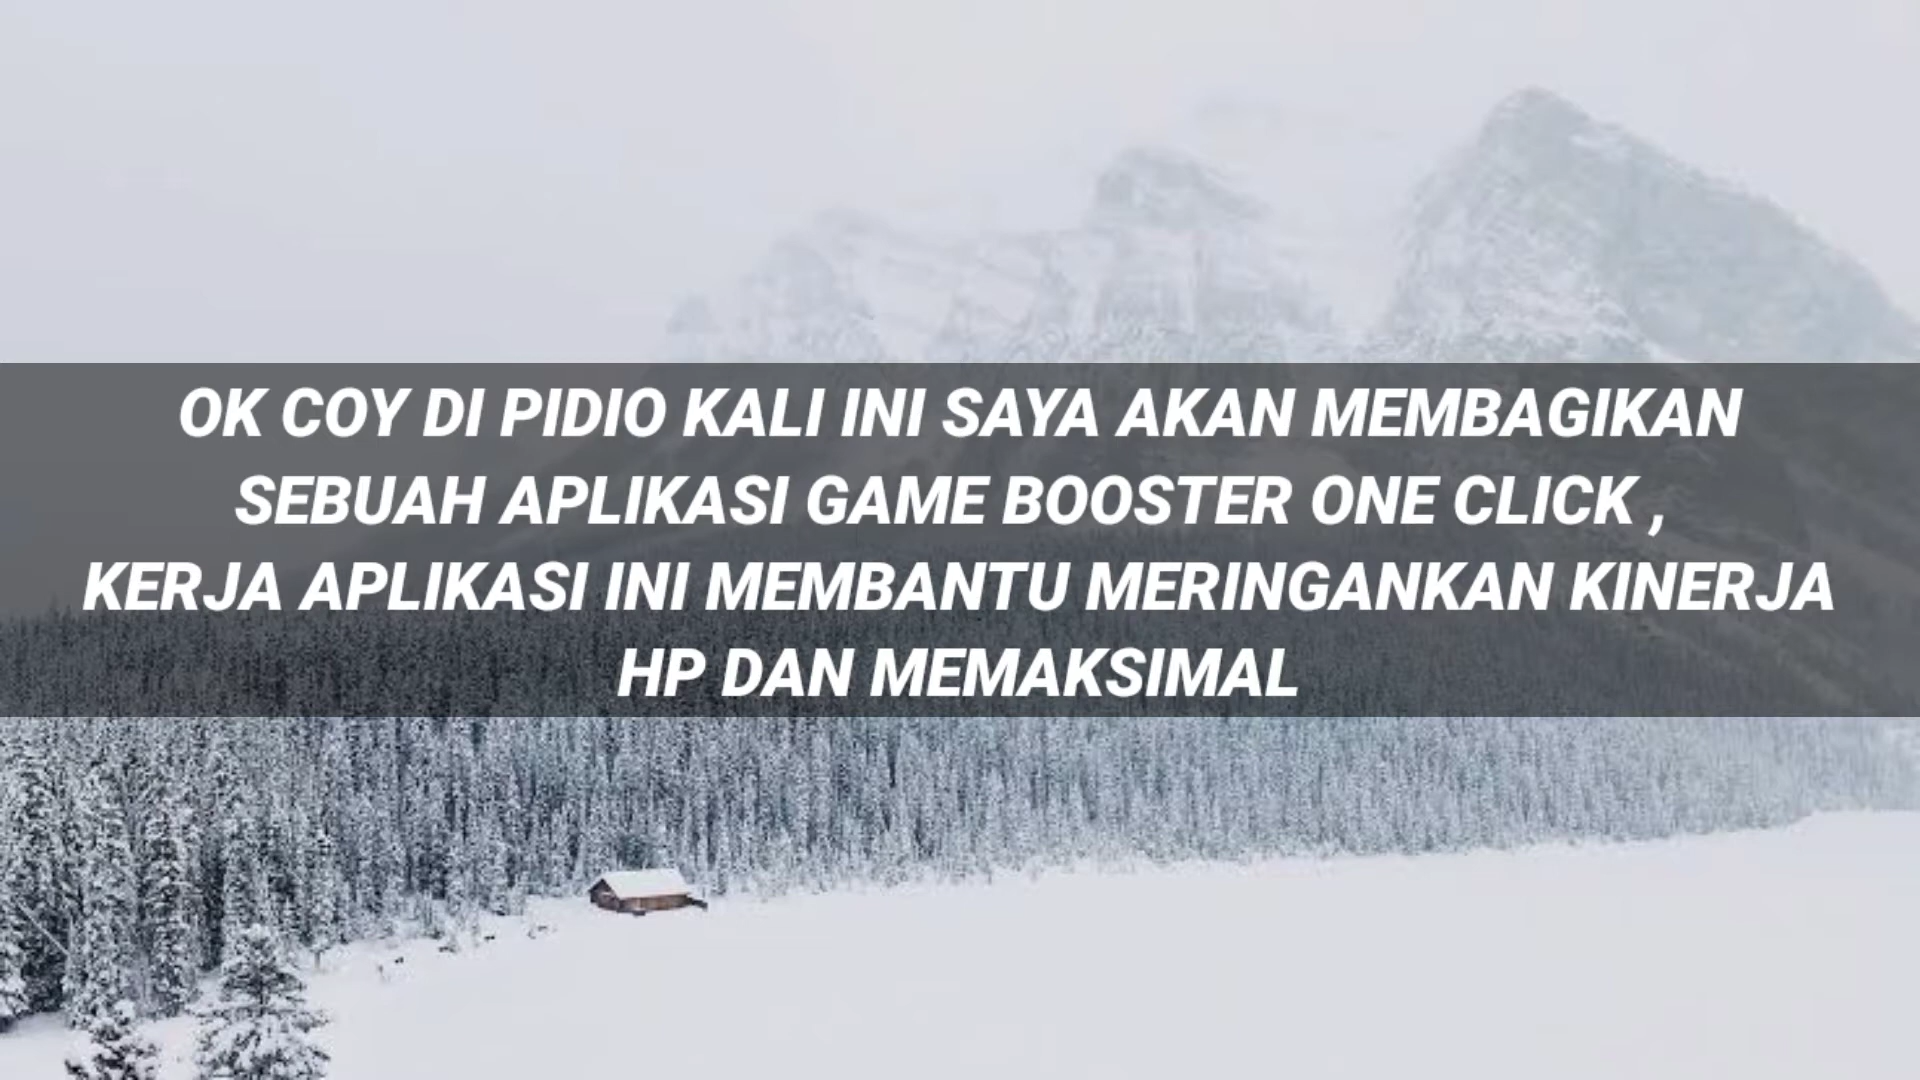 OK COY DI PIDIO KALI INI SAYA AKAN MEMBAGIKAN
SEBUAH APLIKASI GAME BOOSTER ONE CLICK ,
KERJA APLIKASI INI MEMBANTU MERINGANKAN KINERJA
HP DAN MEMAKSIMAL